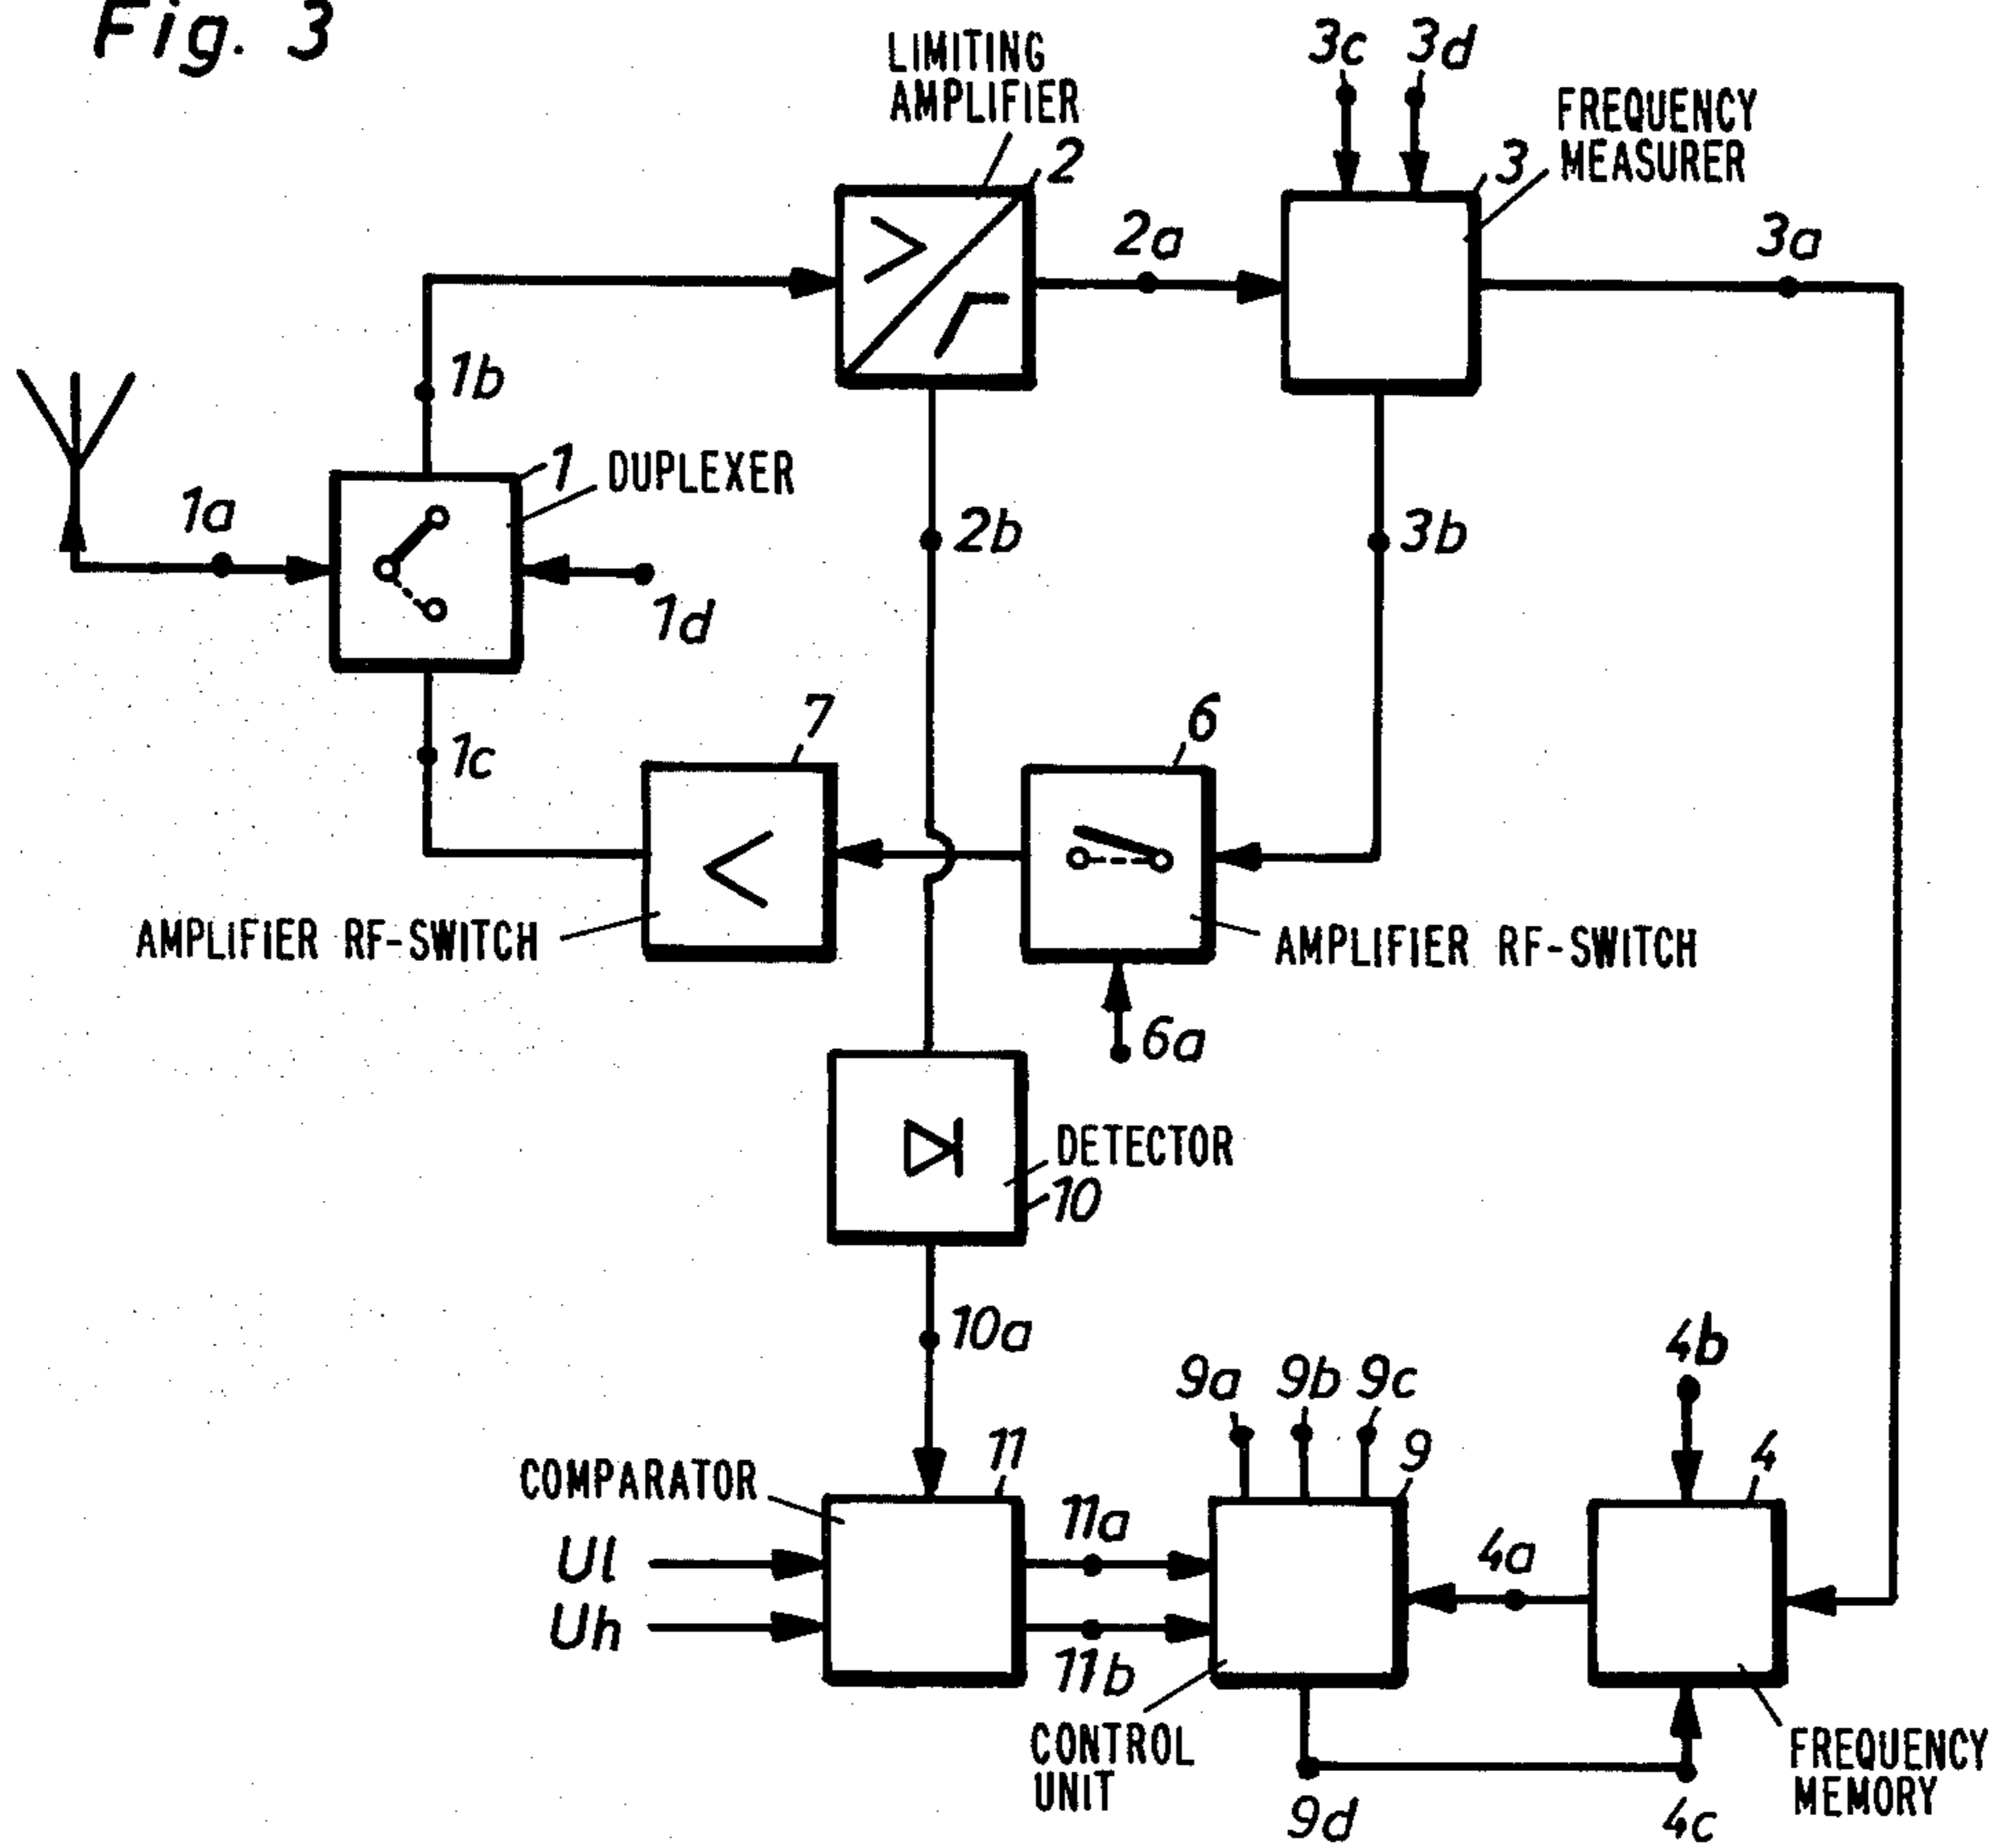 Fig. 3
LIMITING
AMPLIFIER
2
3c
3d
FREQUENCY
MEASURER
3
2a
3a
1b
1
DUPLEXER
1a
1d
2b
3b
1c
7
6
AMPLIFIER RF-SWITCH
AMPLIFIER RF-SWITCH
6a
DETECTOR
10
10a
4b
9a
9b
9c
9
4
COMPARATOR
11
11a
4a
Ul
Uh
11b
CONTROL
UNIT
9d
4c
FREQUENCY
MEMORY